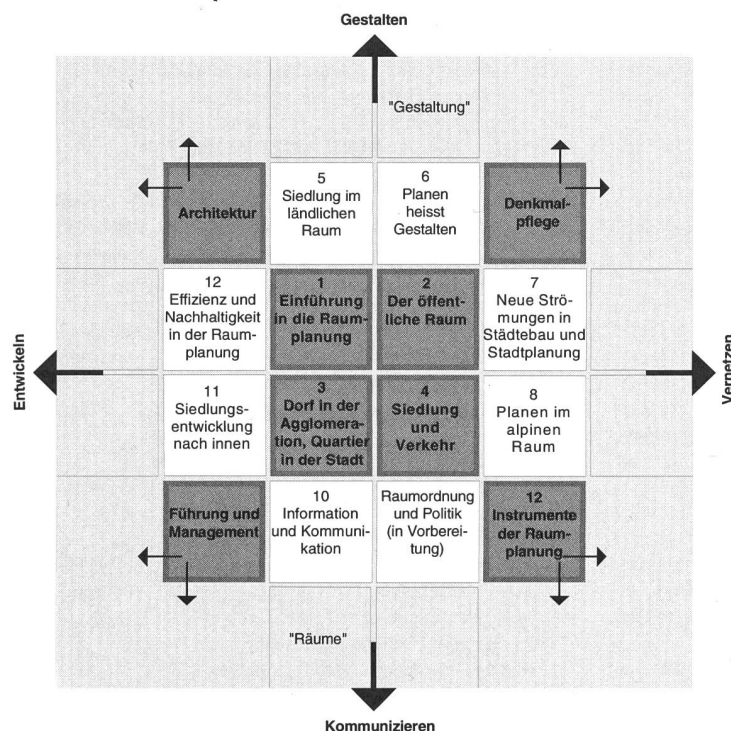 Gestalten
"Gestaltung"
Architektur
5
Siedlung im
ländlichen
Raum
6
Planen
heisst
Gestalten
Denkmal-
pflege
12
Effizienz und
Nachhaltigkeit
in der Raum-
planung
1
Einführung
in die Raum-
planung
2
Der öffent-
liche Raum
7
Neue Strö-
mungen in
Städtebau und
Stadtplanung
Entwickeln
Vernetzen
11
Siedlungs-
entwicklung
nach innen
3
Dorf in der
Agglomera-
tion, Quartier
in der Stadt
4
Siedlung
und
Verkehr
8
Planen im
alpinen
Raum
Führung und
Management
10
Information
und Kommuni-
kation
Raumordnung
und Politik
(in Vorberei-
tung)
12
Instrumente
der Raum-
planung
"Räume"
Kommunizieren